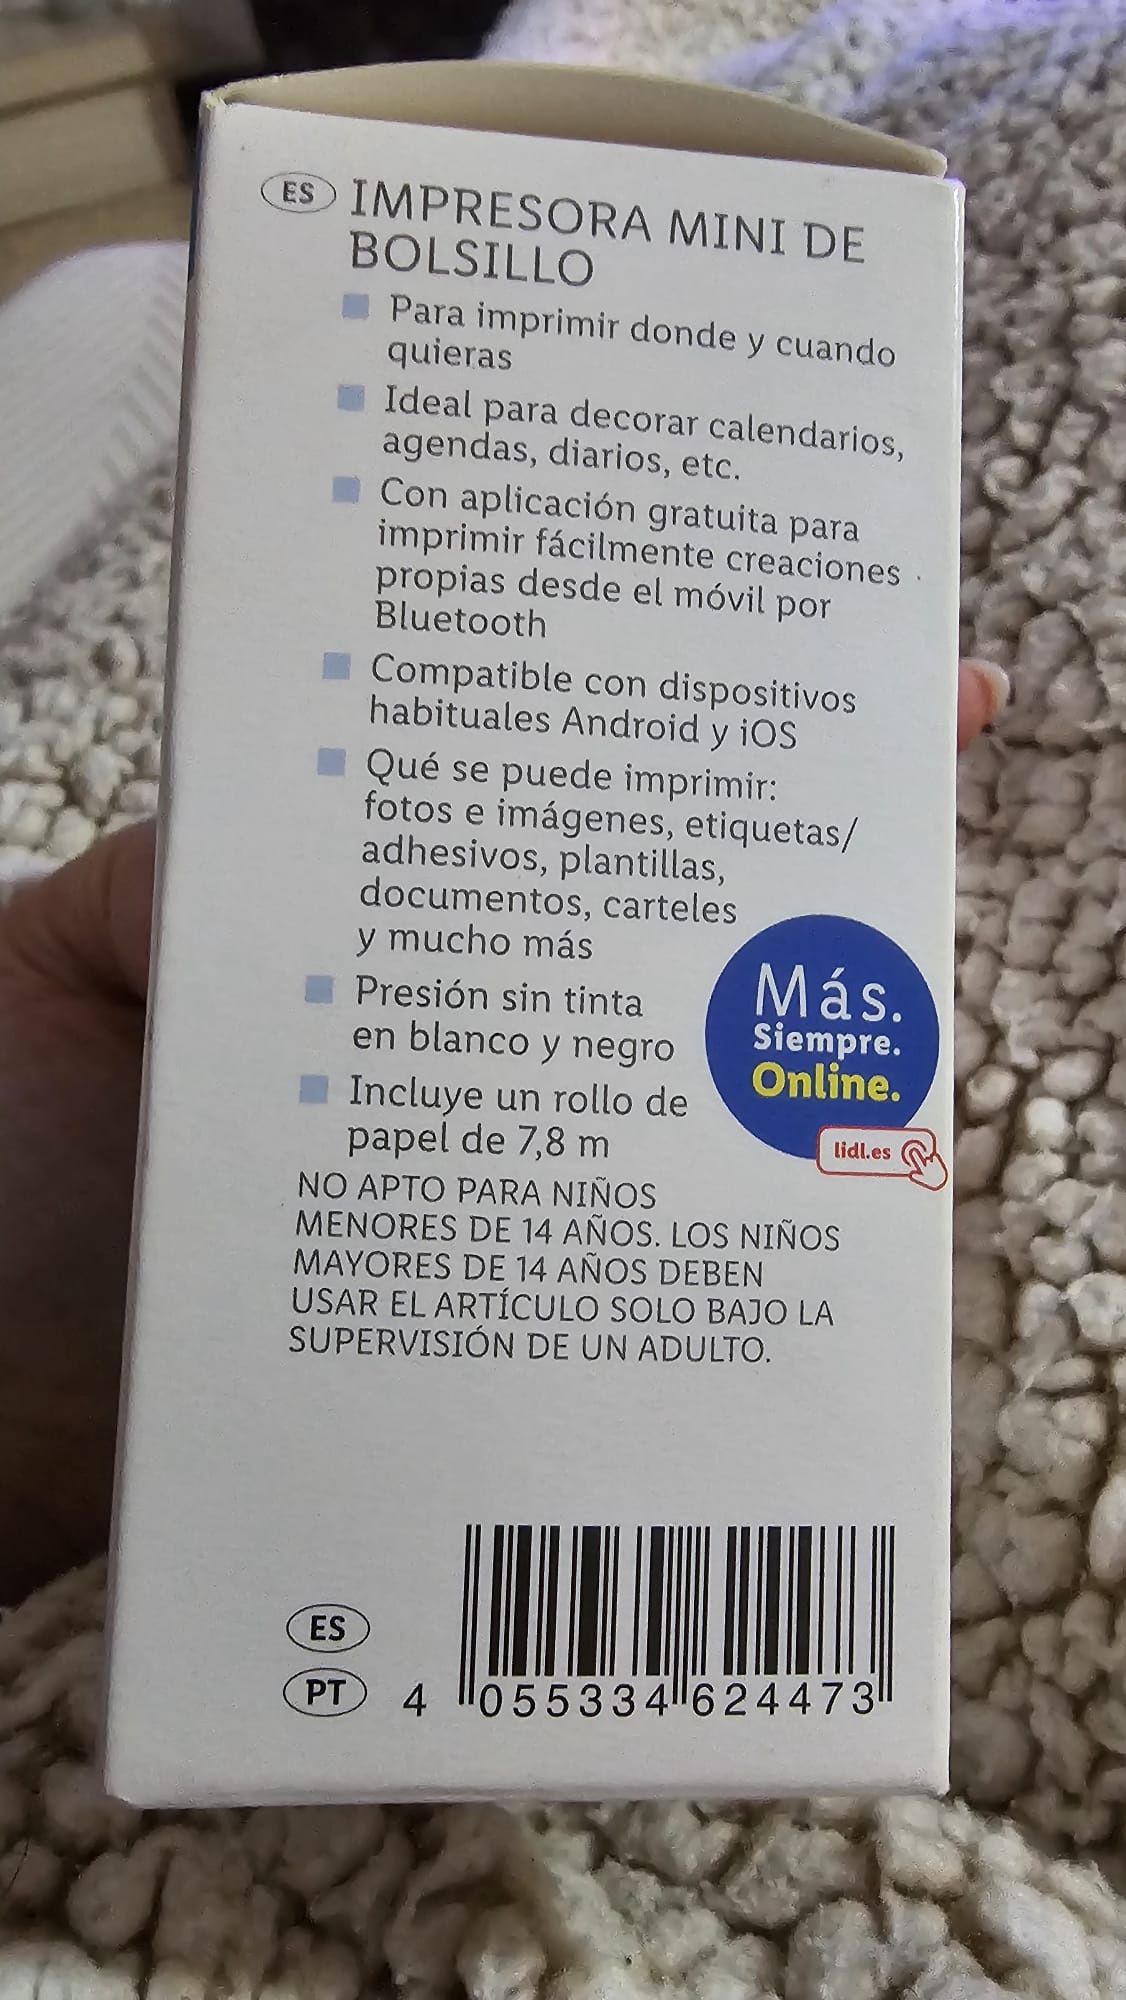 ES IMPRESORA MINI DE
BOLSILLO
Para imprimir donde y cuando
quieras
Ideal para decorar calendarios,
agendas, diarios, etc.
Con aplicación gratuita para
imprimir fácilmente creaciones
propias desde el móvil por
Bluetooth
Compatible con dispositivos
habituales Android y iOS
Qué se puede imprimir:
fotos e imágenes, etiquetas/
adhesivos, plantillas,
documentos, carteles
y mucho más
Presión sin tinta
en blanco y negro
Incluye un rollo de
papel de 7,8 m
Más.
Siempre.
Online.
lidl.es
NO APTO PARA NIÑOS
MENORES DE 14 AÑOS. LOS NIÑOS
MAYORES DE 14 AÑOS DEBEN
USAR EL ARTÍCULO SOLO BAJO LA
SUPERVISIÓN DE UN ADULTO.
ES
PT
4 055334 624473